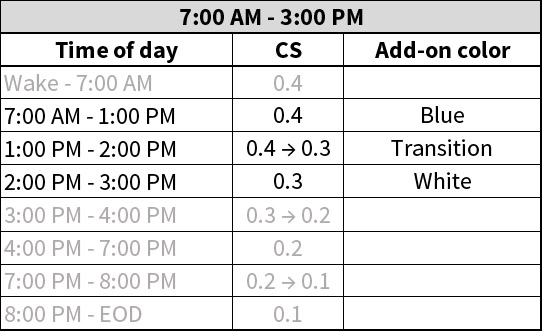 7:00 AM - 3:00 PM
Time of day CS Add-on color
Wake - 7:00 AM 0.4
7:00 AM - 1:00 PM 0.4 Blue
1:00 PM - 2:00 PM 0.4 → 0.3 Transition
2:00 PM - 3:00 PM 0.3 White
3:00 PM - 4:00 PM 0.3 → 0.2
4:00 PM - 7:00 PM 0.2
7:00 PM - 8:00 PM 0.2 → 0.1
8:00 PM - EOD 0.1